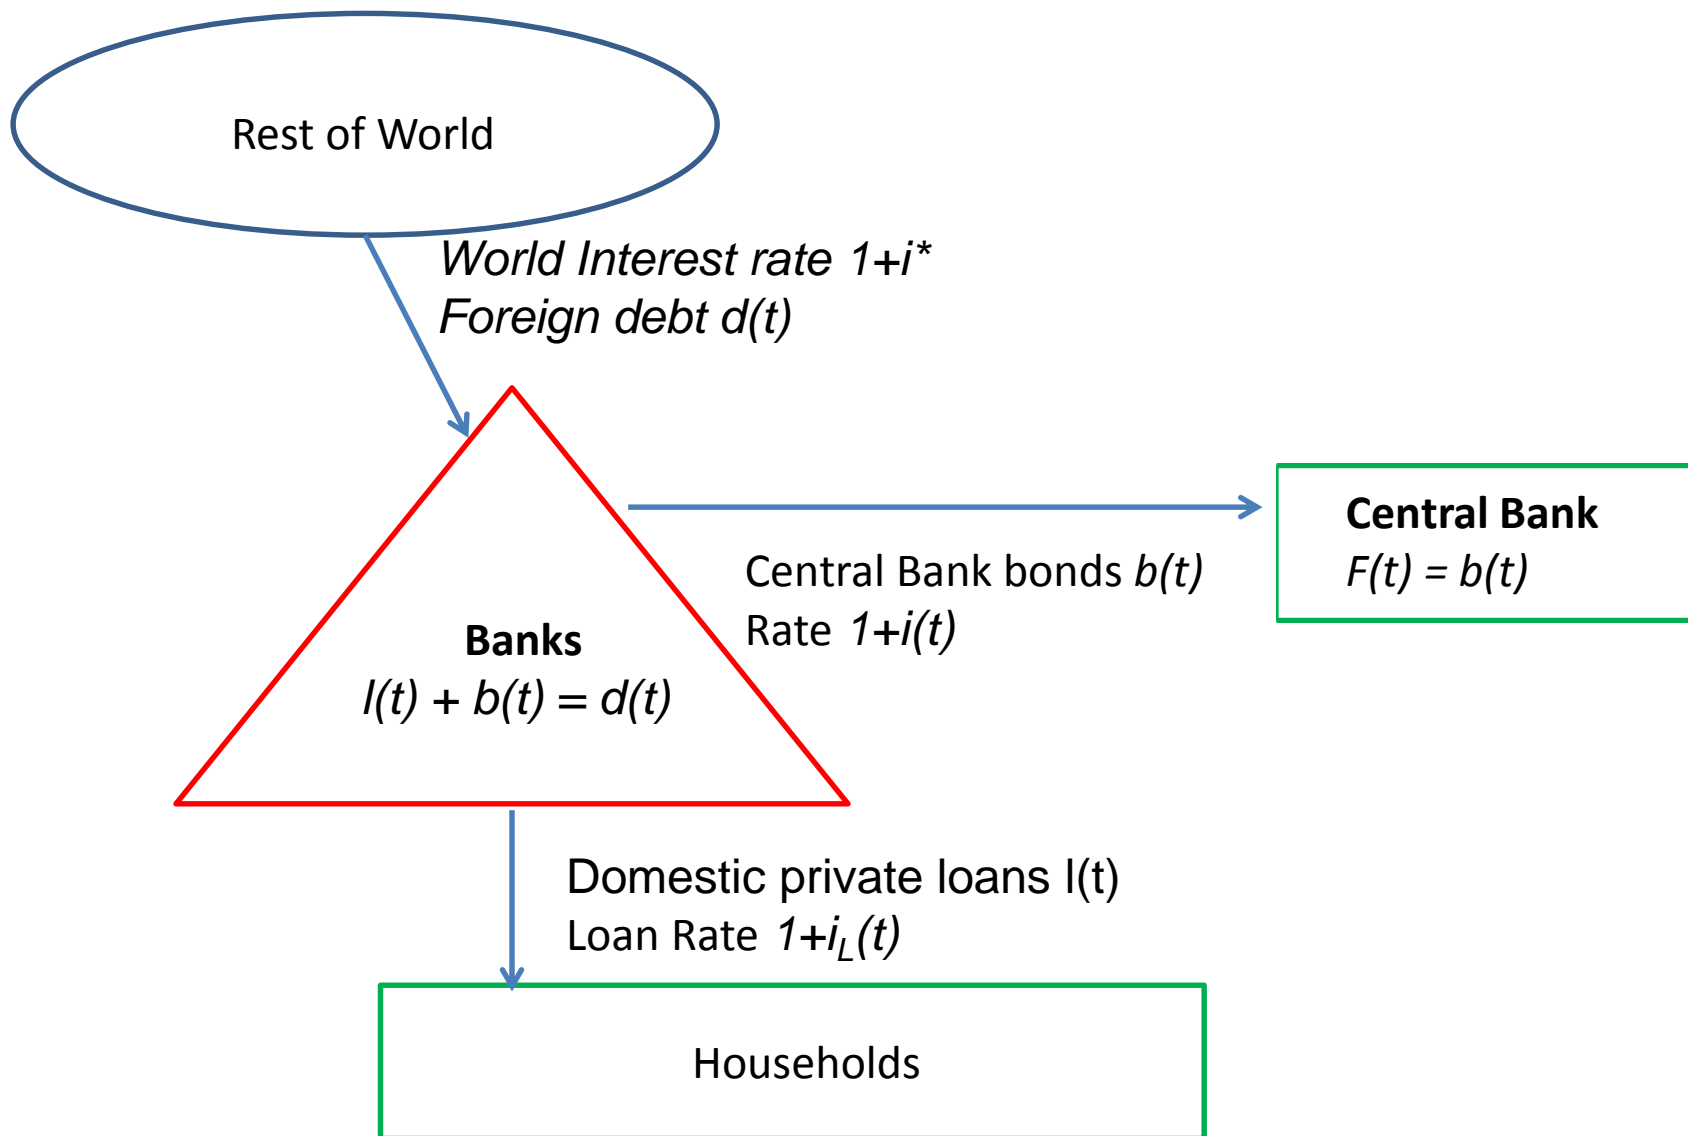 Rest of World
World Interest rate 1+i*
Foreign debt d(t)
Central Bank
F(t) = b(t)
Central Bank bonds b(t)
Rate 1+i(t)
Banks
l(t) + b(t) = d(t)
Domestic private loans l(t)
Loan Rate 1+i_L(t)
Households